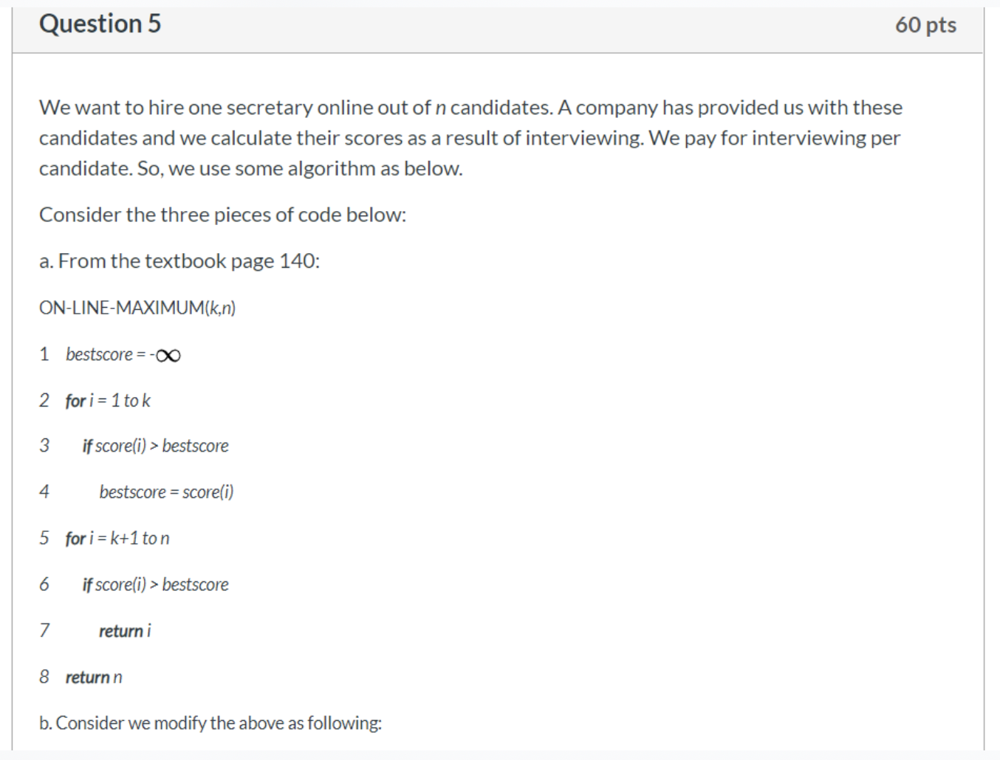 Question 5
60 pts
We want to hire one secretary online out of n candidates. A company has provided us with these
candidates and we calculate their scores as a result of interviewing. We pay for interviewing per
candidate. So, we use some algorithm as below.
Consider the three pieces of code below:
a. From the textbook page 140:
ON-LINE-MAXIMUM(k,n)
1 bestscore = -∞
2 for i = 1 to k
3 if score(i) > bestscore
4 bestscore = score(i)
5 for i = k+1 to n
6 if score(i) > bestscore
7 return i
8 return n
b. Consider we modify the above as following: